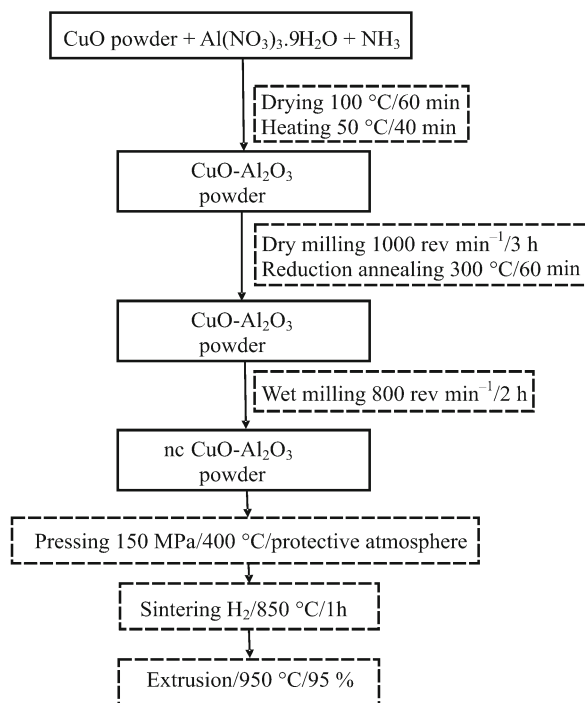 CuO powder + Al(NO₃)₃.9H₂O + NH₃
Drying 100 °C/60 min
Heating 50 °C/40 min
CuO-Al₂O₃
powder
Dry milling 1000 rev min⁻¹/3 h
Reduction annealing 300 °C/60 min
CuO-Al₂O₃
powder
Wet milling 800 rev min⁻¹/2 h
nc CuO-Al₂O₃
powder
Pressing 150 MPa/400 °C/protective atmosphere
Sintering H₂/850 °C/1h
Extrusion/950 °C/95 %